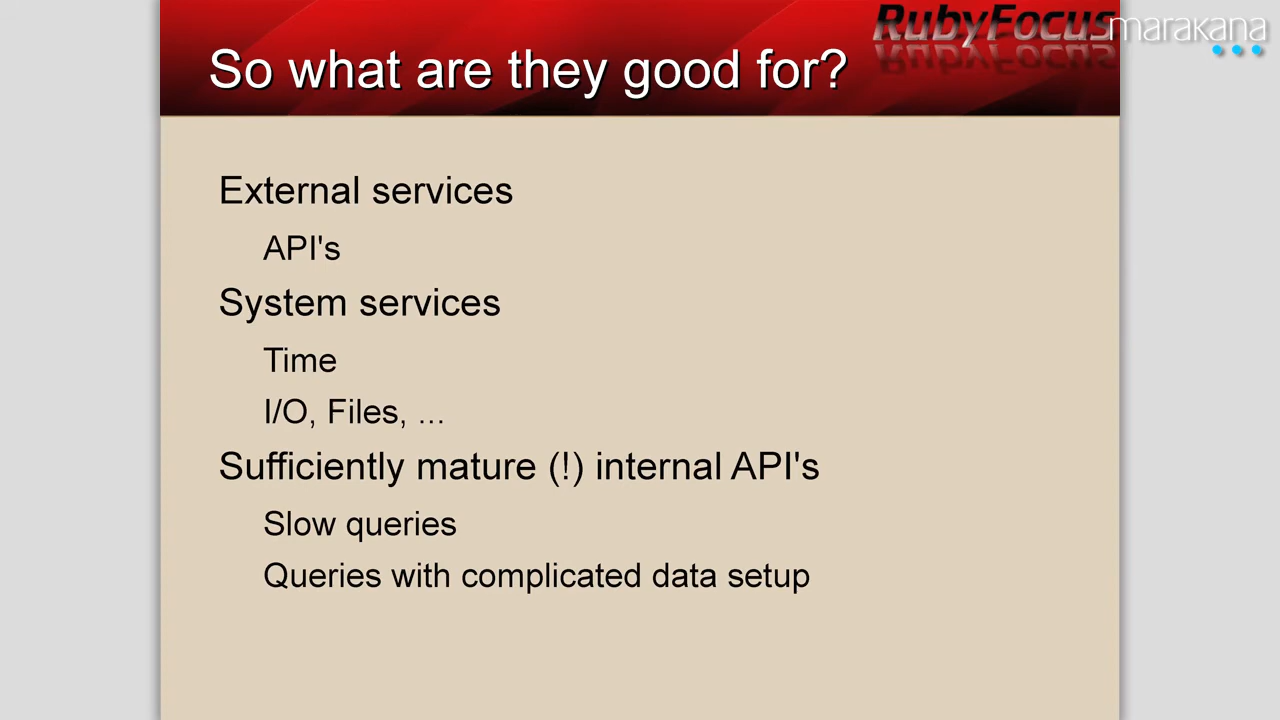 RubyFocus
marakana
So what are they good for?
External services
API's
System services
Time
I/O, Files, ...
Sufficiently mature (!) internal API's
Slow queries
Queries with complicated data setup